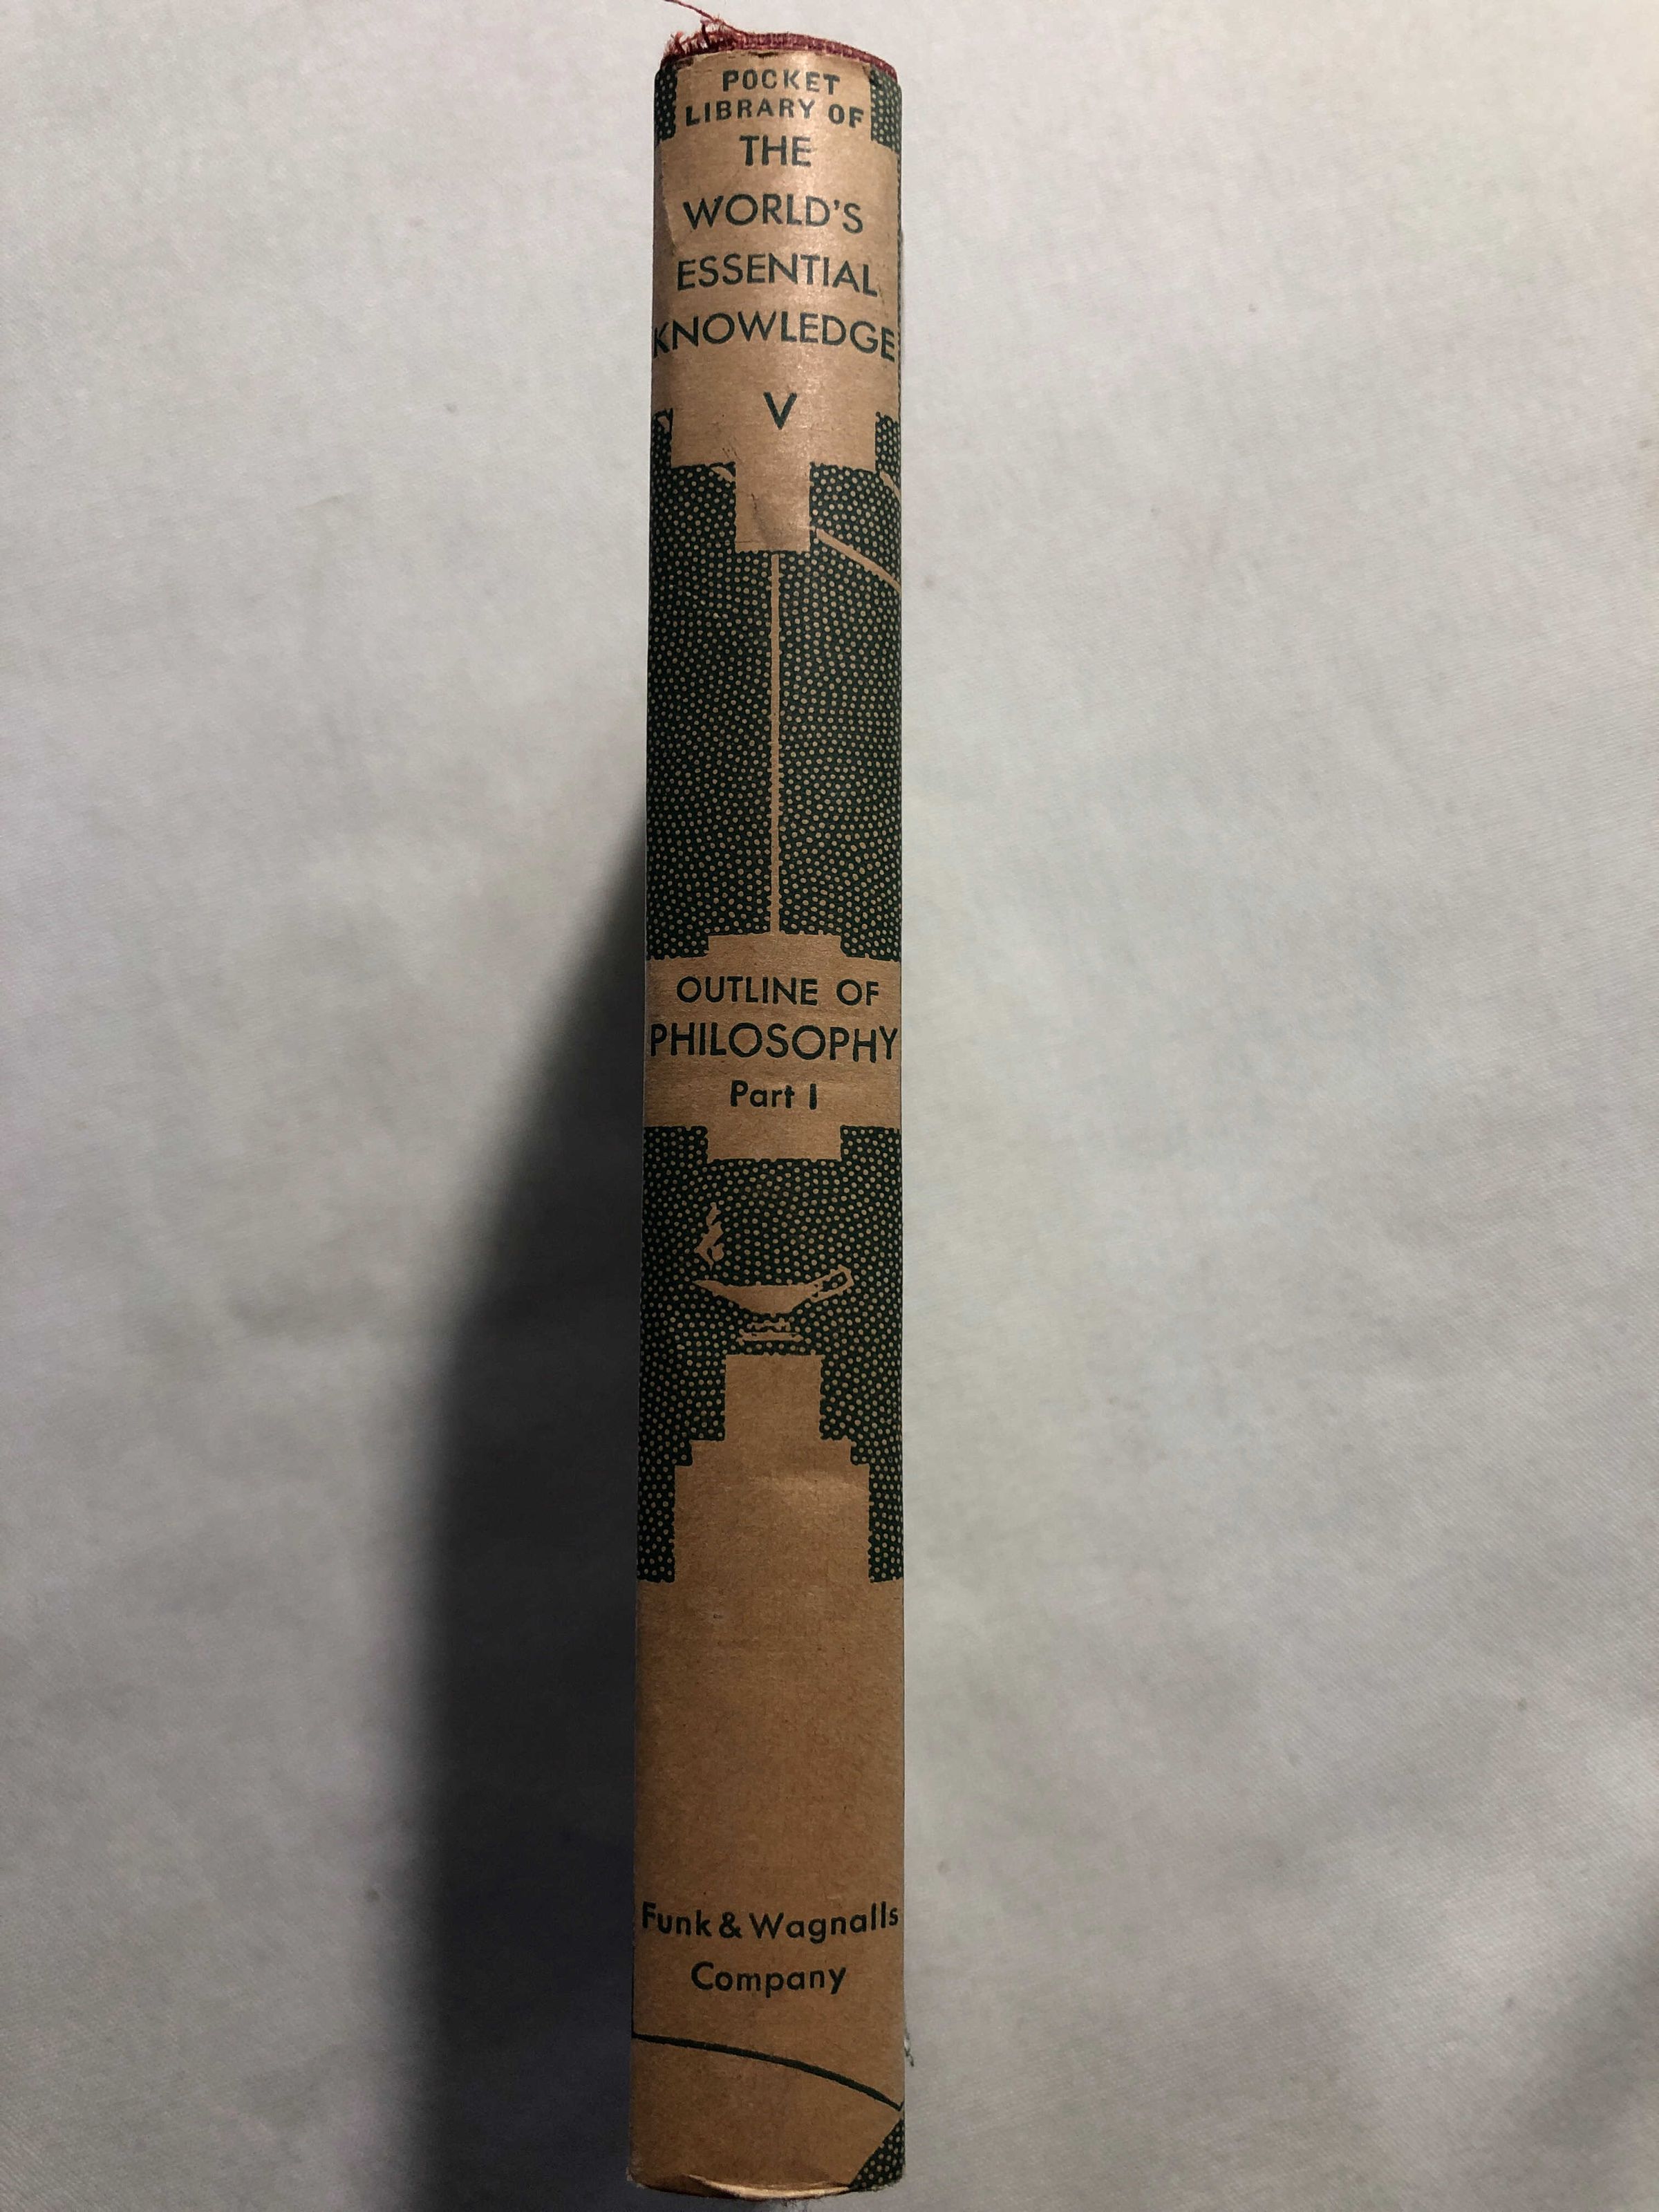 POCKET
LIBRARY OF
THE
WORLD'S
ESSENTIAL
KNOWLEDGE
V
OUTLINE OF
PHILOSOPHY
Part I
Funk & Wagnalls
Company